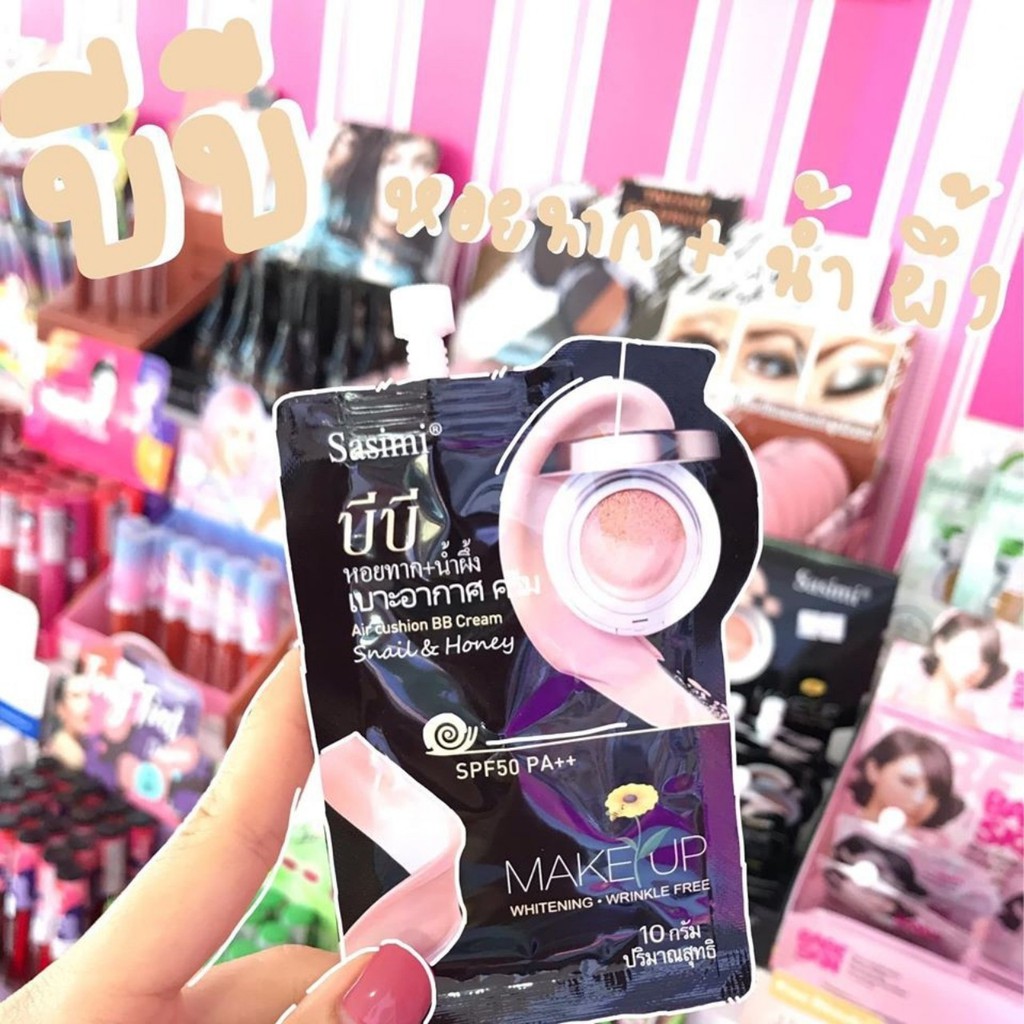 บีบี
หอยทาก + น้ำ ผึ้ง
Sasimi®
บีบี
หอยทาก+น้ำผึ้ง
เบาะอากาศ ครีม
Air cushion BB Cream
Snail & Honey
SPF50 PA++
MAKE UP
WHITENING • WRINKLE FREE
10 กรัม
ปริมาณสุทธิ
Sasimi